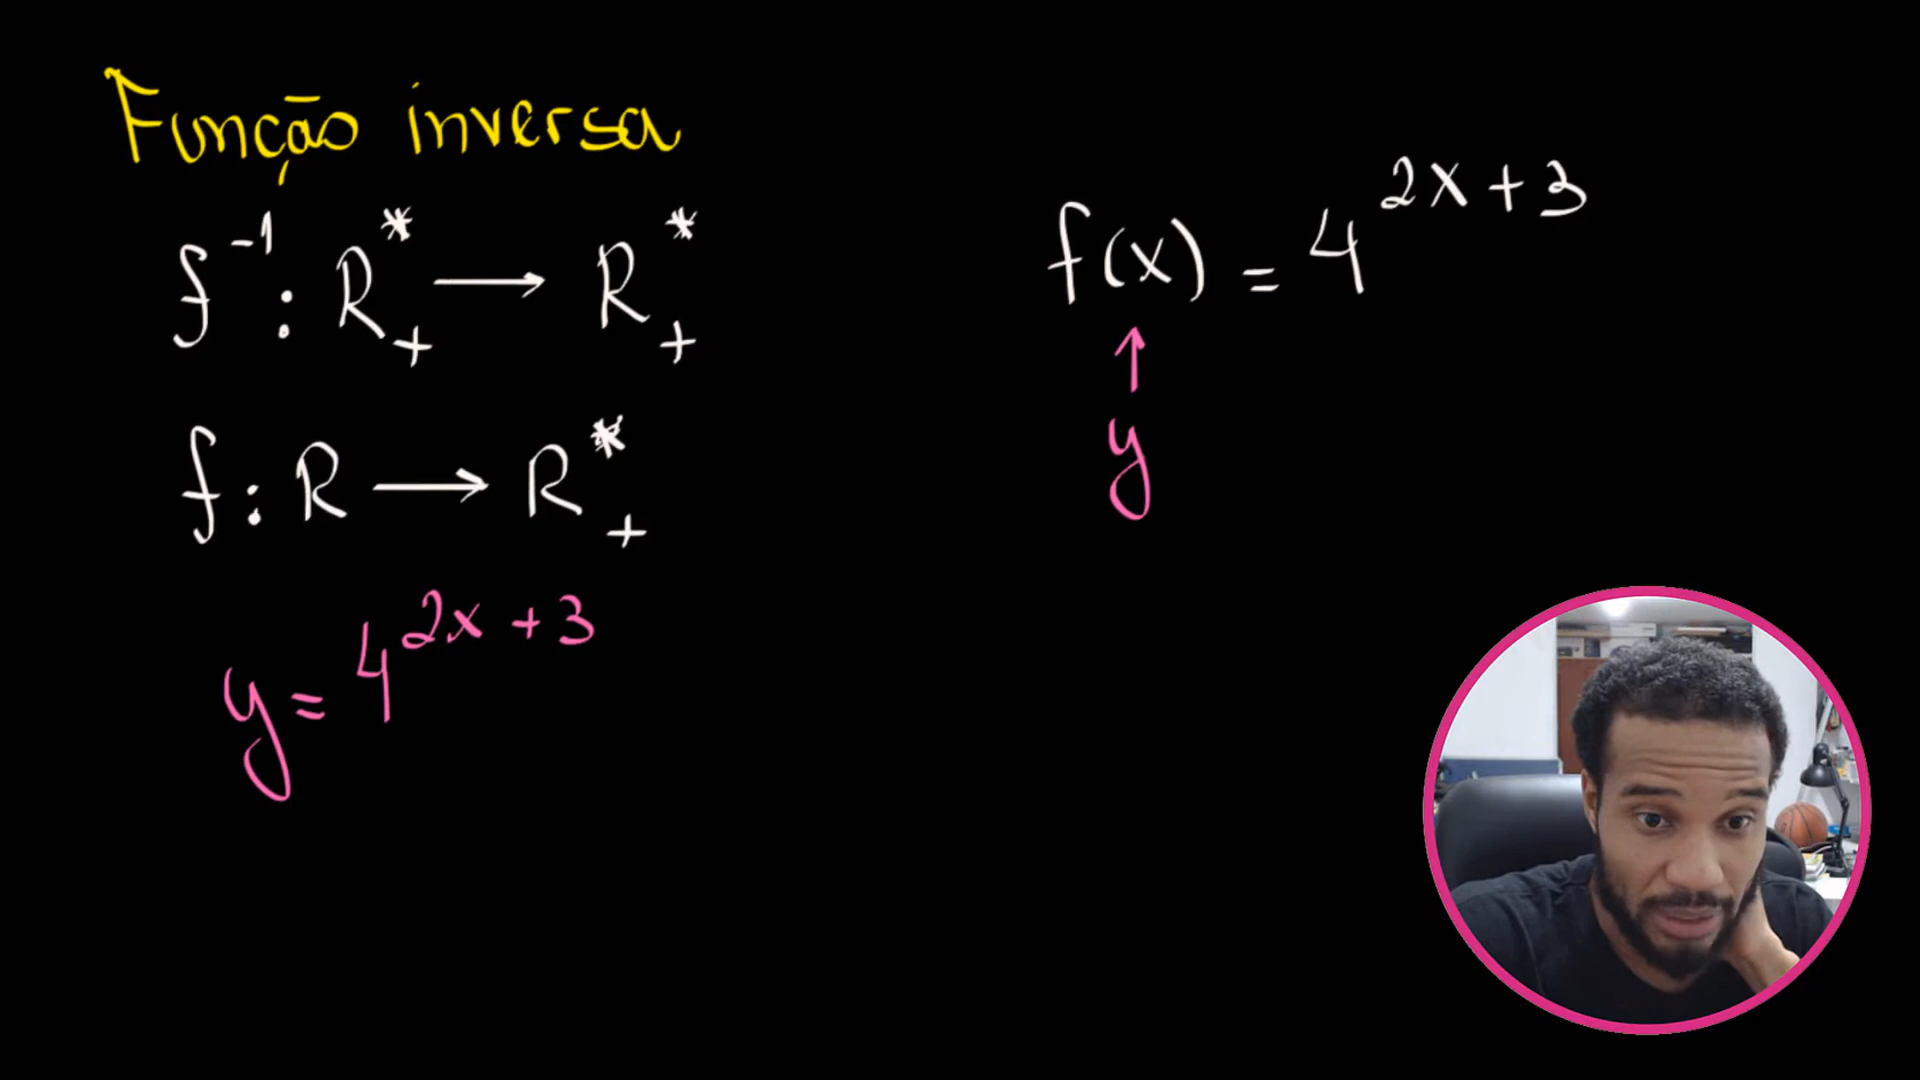 Função inversa
f⁻¹: R*₊ → R*₊
f: R → R*₊
y = 4^{2x + 3}
f(x) = 4^{2x + 3}
↑
y